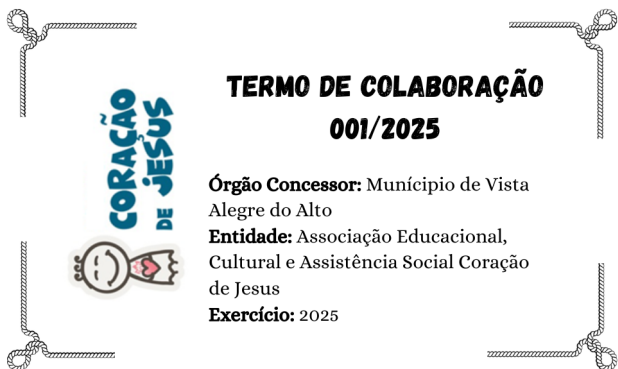 CORAÇÃO
DE JESUS
TERMO DE COLABORAÇÃO
001/2025
Órgão Concessor: Munícipio de Vista
Alegre do Alto
Entidade: Associação Educacional,
Cultural e Assistência Social Coração
de Jesus
Exercício: 2025